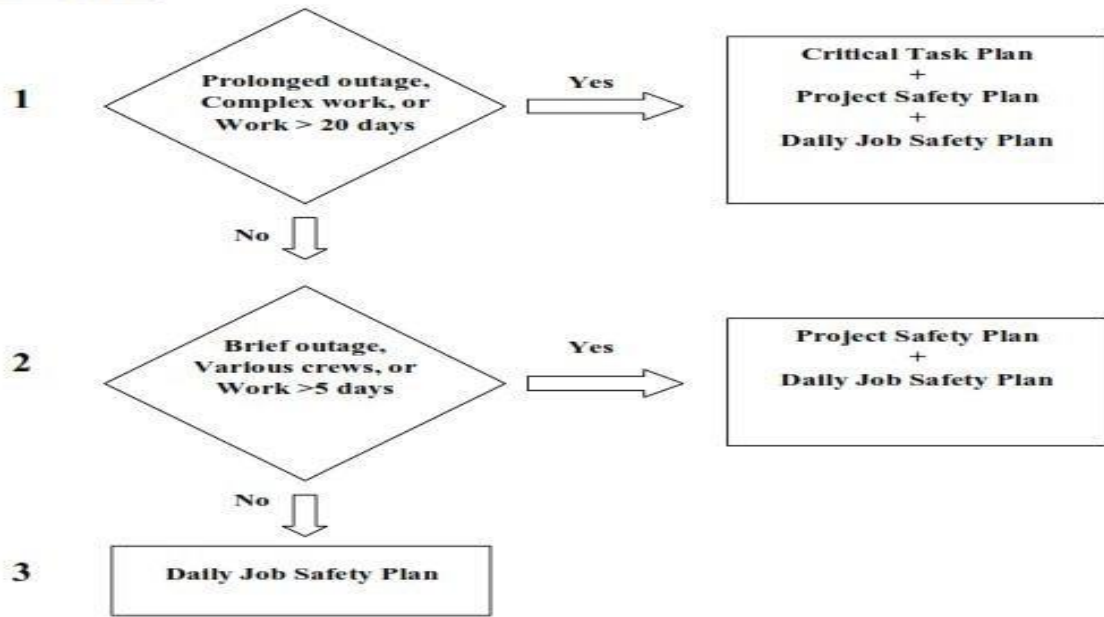 1
Prolonged outage,
Complex work, or
Work > 20 days
Yes
Critical Task Plan
+
Project Safety Plan
+
Daily Job Safety Plan
No
2
Brief outage,
Various crews, or
Work >5 days
Yes
Project Safety Plan
+
Daily Job Safety Plan
No
3
Daily Job Safety Plan